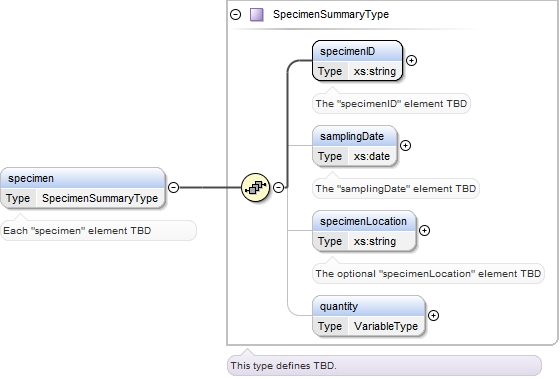 SpecimenSummaryType
specimenID
Type xs:string
The "specimenID" element TBD
samplingDate
Type xs:date
The "samplingDate" element TBD
specimen
Type SpecimenSummaryType
Each "specimen" element TBD
specimenLocation
Type xs:string
The optional "specimenLocation" element TBD
quantity
Type VariableType
This type defines TBD.